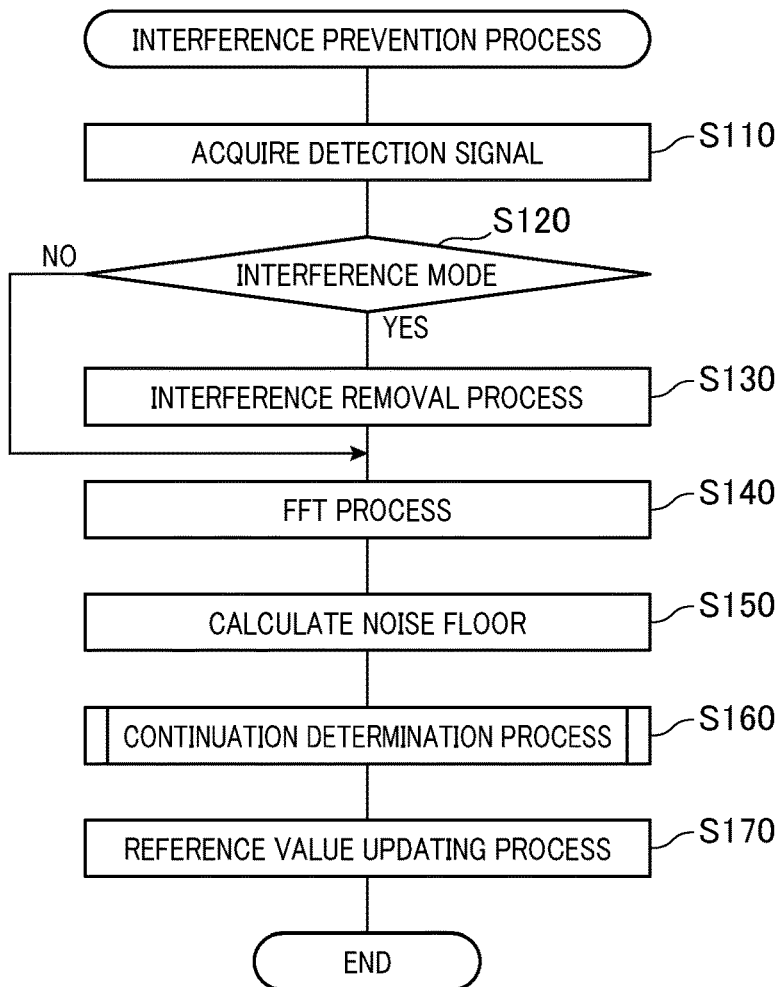 INTERFERENCE PREVENTION PROCESS
ACQUIRE DETECTION SIGNAL
S110
S120
NO
INTERFERENCE MODE
YES
INTERFERENCE REMOVAL PROCESS
S130
FFT PROCESS
S140
CALCULATE NOISE FLOOR
S150
CONTINUATION DETERMINATION PROCESS
S160
REFERENCE VALUE UPDATING PROCESS
S170
END